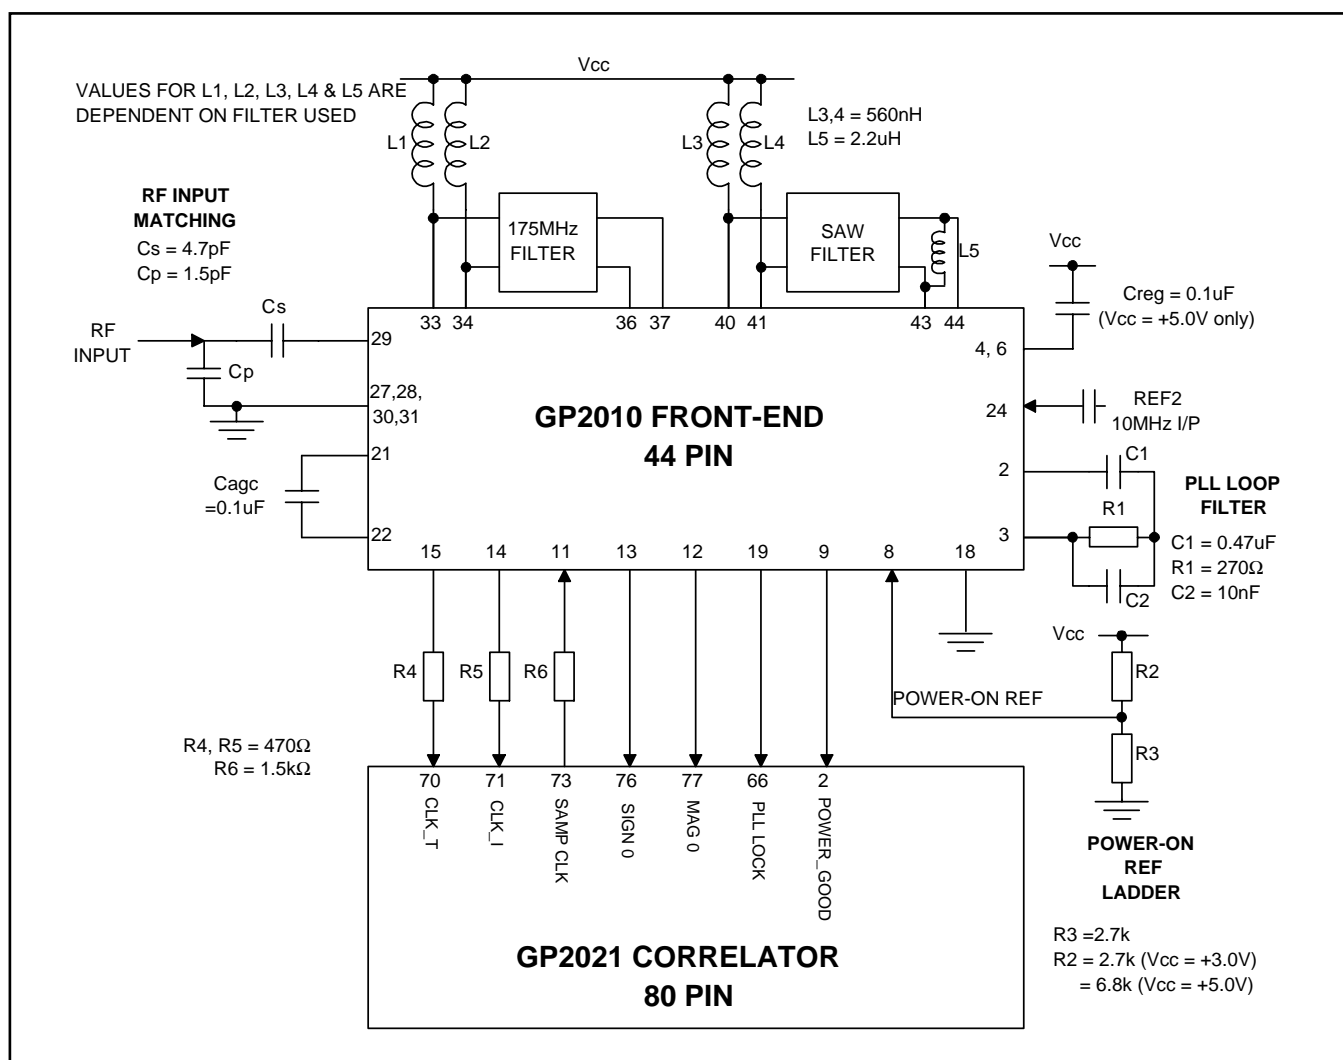 Vcc
VALUES FOR L1, L2, L3, L4 & L5 ARE
DEPENDENT ON FILTER USED
L1
L2
L3
L4
L3,4 = 560nH
L5 = 2.2uH
RF INPUT
MATCHING
Cs = 4.7pF
Cp = 1.5pF
175MHz
FILTER
SAW
FILTER
L5
Vcc
Creg = 0.1uF
(Vcc = +5.0V only)
RF
INPUT
Cs
Cp
33
34
36
37
40
41
43
44
29
4, 6
27,28,
30,31
24
REF2
10MHz I/P
GP2010 FRONT-END
44 PIN
21
22
Cagc
=0.1uF
2
3
C1
R1
C2
PLL LOOP
FILTER
C1 = 0.47uF
R1 = 270Ω
C2 = 10nF
15
14
11
13
12
19
9
8
18
R4
R5
R6
Vcc
R2
POWER-ON REF
R3
R4, R5 = 470Ω
R6 = 1.5kΩ
70
71
73
76
77
66
2
CLK_T
CLK_I
SAMP CLK
SIGN 0
MAG 0
PLL LOCK
POWER_GOOD
POWER-ON
REF
LADDER
GP2021 CORRELATOR
80 PIN
R3 =2.7k
R2 = 2.7k (Vcc = +3.0V)
= 6.8k (Vcc = +5.0V)